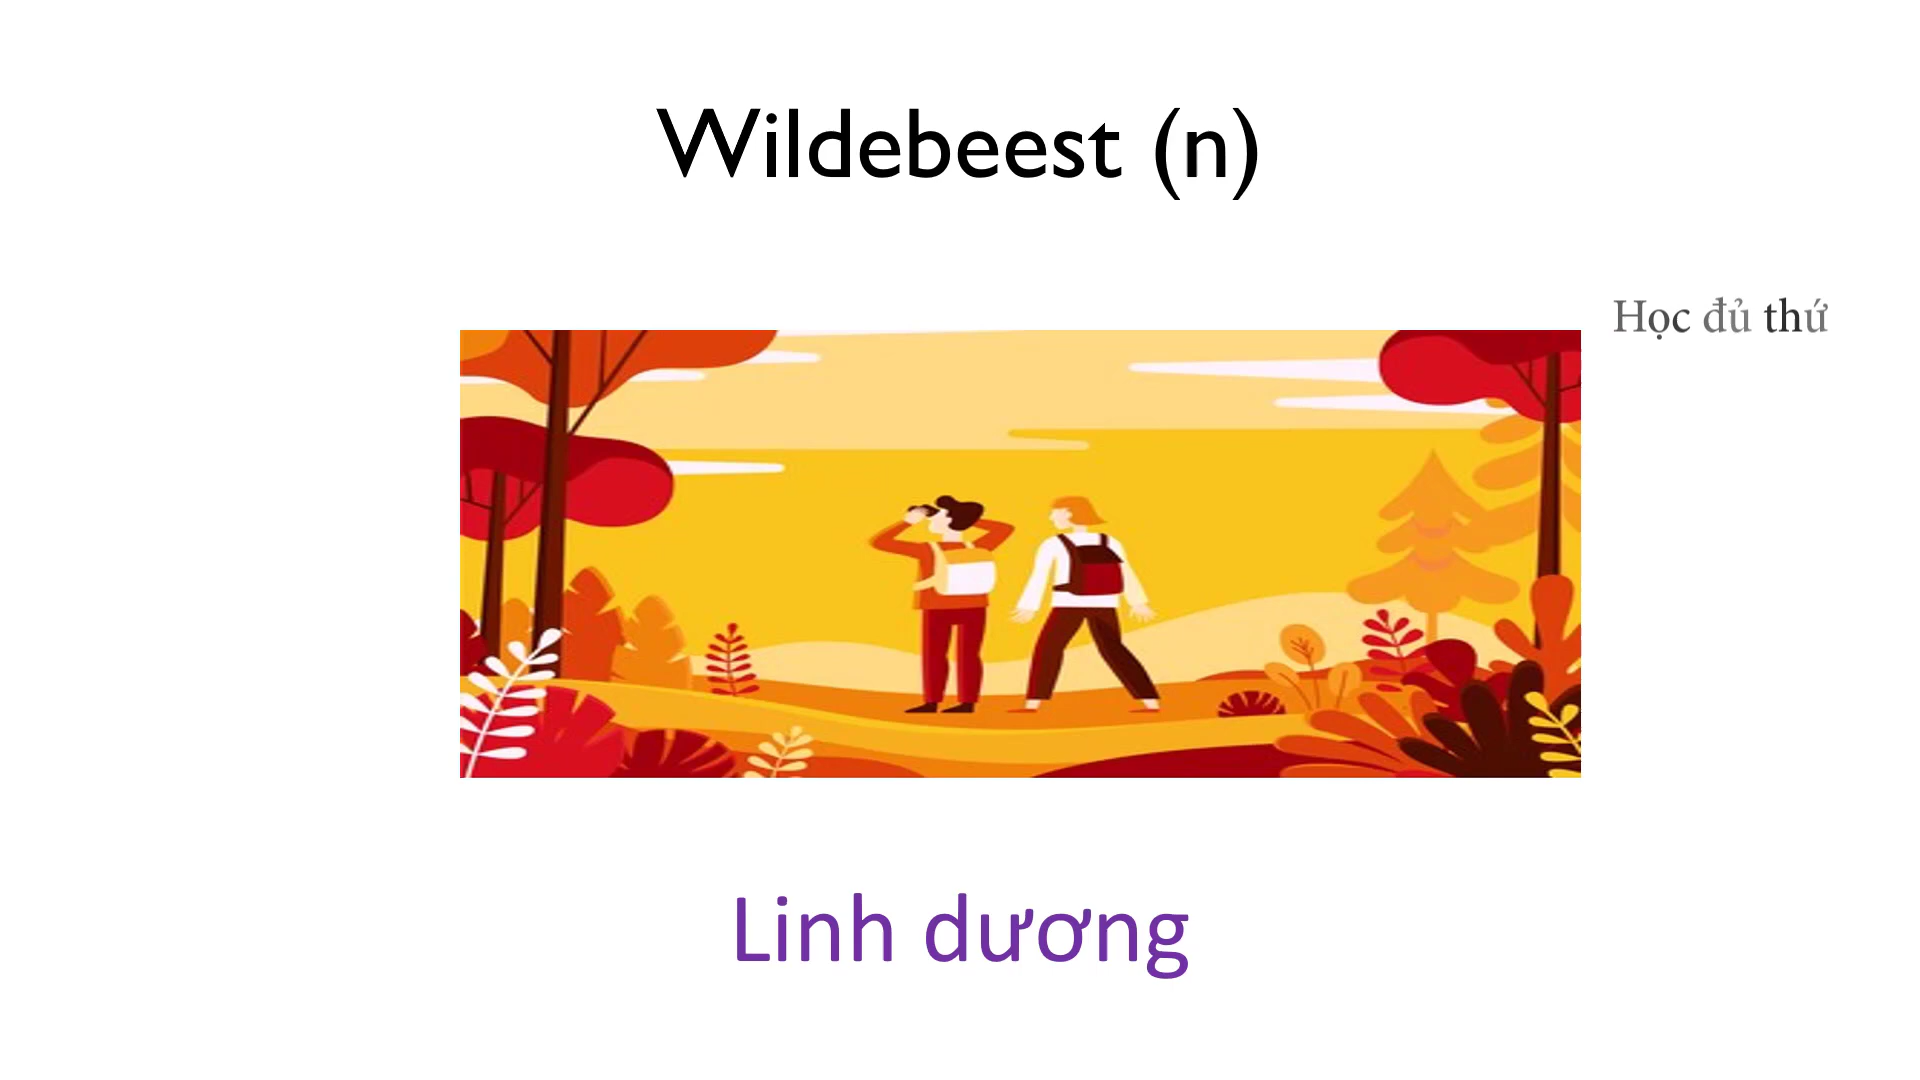 Wildebeest (n)
Học đủ thứ
Linh dương